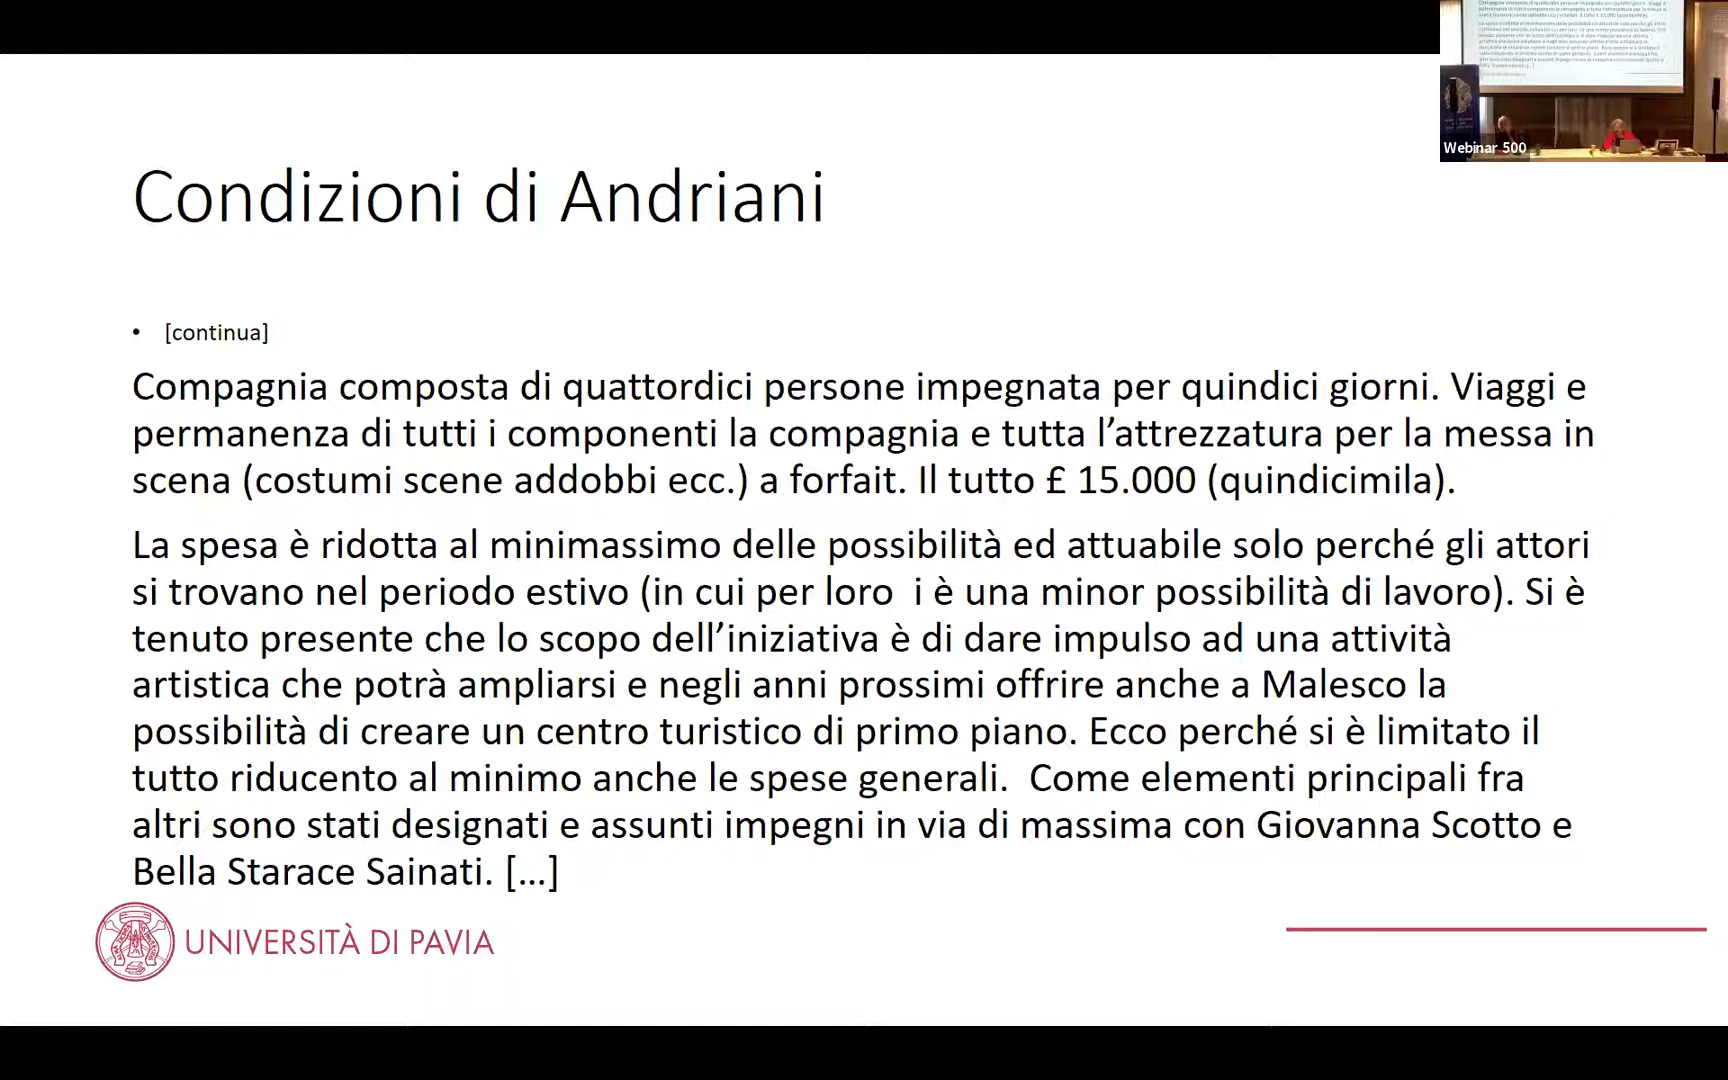 Webinar 500
Condizioni di Andriani
• [continua]
Compagnia composta di quattordici persone impegnata per quindici giorni. Viaggi e
permanenza di tutti i componenti la compagnia e tutta l’attrezzatura per la messa in
scena (costumi scene addobbi ecc.) a forfait. Il tutto £ 15.000 (quindicimila).
La spesa è ridotta al minimassimo delle possibilità ed attuabile solo perché gli attori
si trovano nel periodo estivo (in cui per loro  i è una minor possibilità di lavoro). Si è
tenuto presente che lo scopo dell’iniziativa è di dare impulso ad una attività
artistica che potrà ampliarsi e negli anni prossimi offrire anche a Malesco la
possibilità di creare un centro turistico di primo piano. Ecco perché si è limitato il
tutto riducento al minimo anche le spese generali.  Come elementi principali fra
altri sono stati designati e assunti impegni in via di massima con Giovanna Scotto e
Bella Starace Sainati. [...]
UNIVERSITÀ DI PAVIA